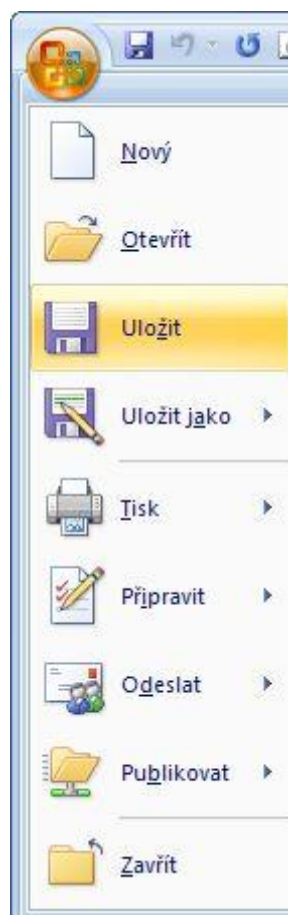 Nový
Otevřít
Uložit
Uložit jako
Tisk
Připravit
Odeslat
Publikovat
Zavřít